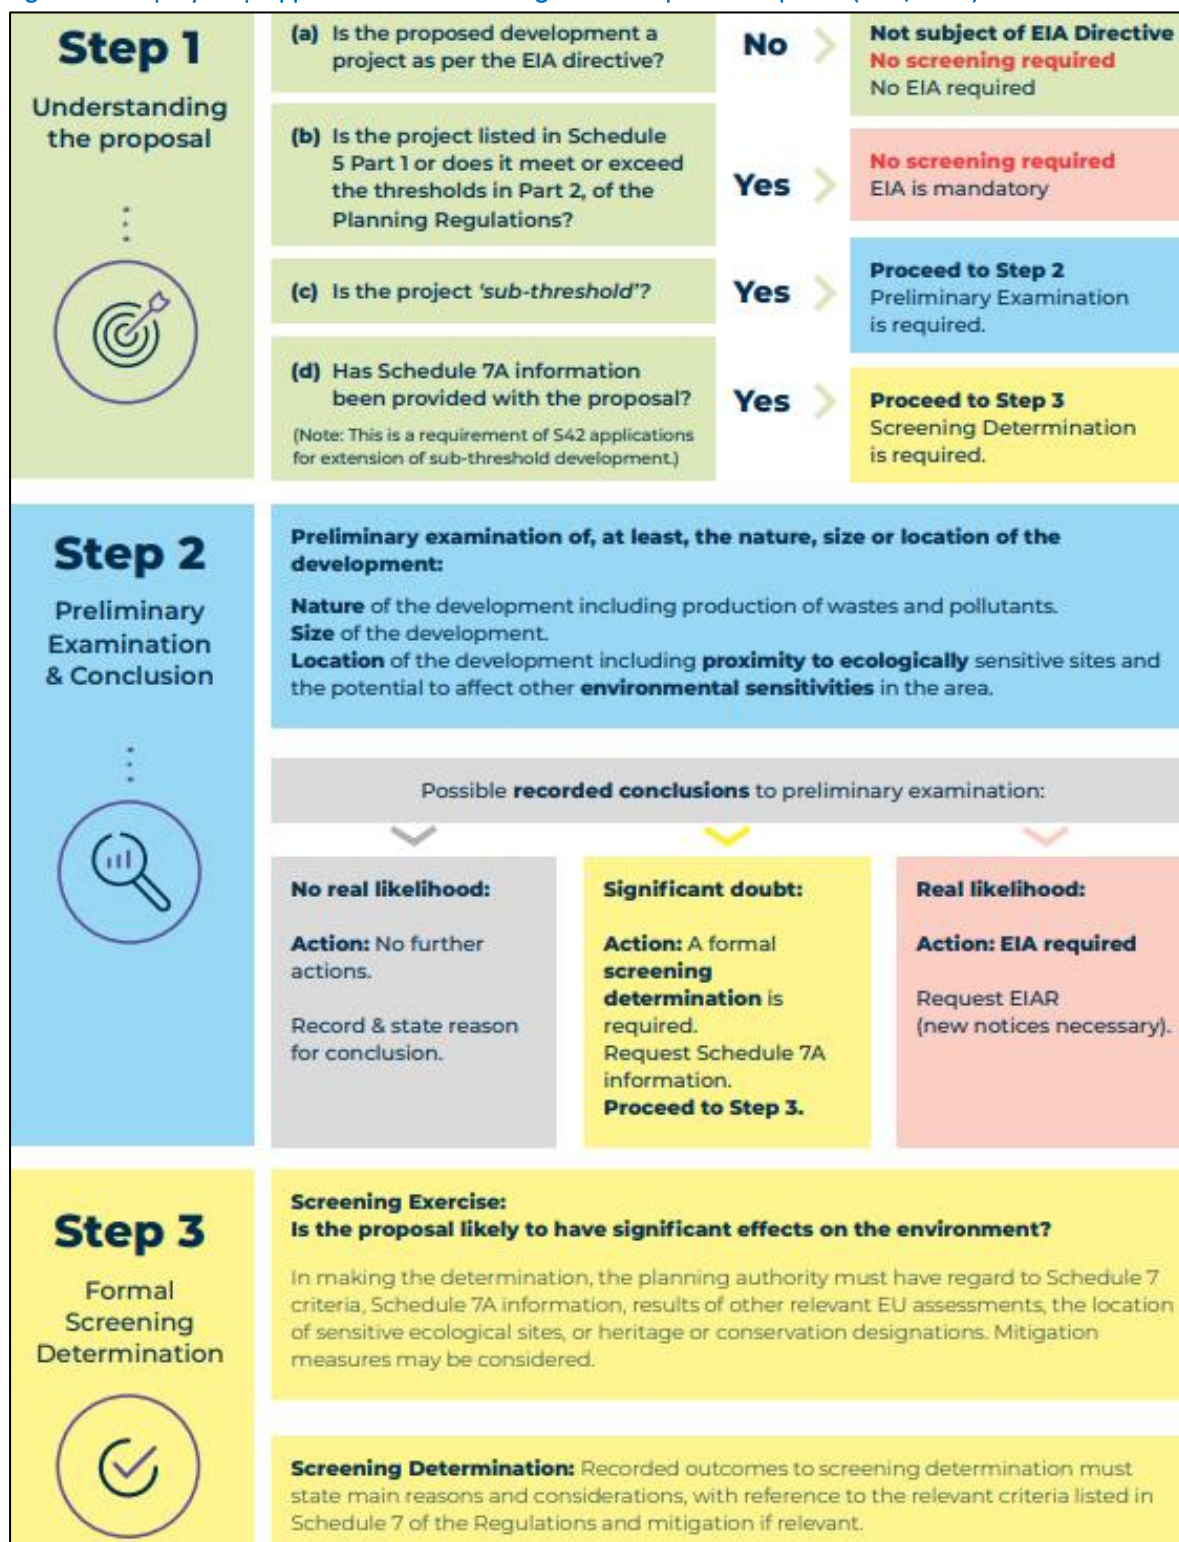 Step 1
Understanding
the proposal
(a) Is the proposed development a
project as per the EIA directive?
No
Not subject of EIA Directive
No screening required
No EIA required
(b) Is the project listed in Schedule
5 Part 1 or does it meet or exceed
the thresholds in Part 2, of the
Planning Regulations?
Yes
No screening required
EIA is mandatory
(c) Is the project ‘sub-threshold’?
Yes
Proceed to Step 2
Preliminary Examination
is required.
(d) Has Schedule 7A information
been provided with the proposal?
(Note: This is a requirement of S42 applications
for extension of sub-threshold development.)
Yes
Proceed to Step 3
Screening Determination
is required.
Step 2
Preliminary
Examination
& Conclusion
Preliminary examination of, at least, the nature, size or location of the
development:
Nature of the development including production of wastes and pollutants.
Size of the development.
Location of the development including proximity to ecologically sensitive sites and
the potential to affect other environmental sensitivities in the area.
Possible recorded conclusions to preliminary examination:
No real likelihood:
Action: No further
actions.
Record & state reason
for conclusion.
Significant doubt:
Action: A formal
screening
determination is
required.
Request Schedule 7A
information.
Proceed to Step 3.
Real likelihood:
Action: EIA required
Request EIAR
(new notices necessary).
Step 3
Formal
Screening
Determination
Screening Exercise:
Is the proposal likely to have significant effects on the environment?
In making the determination, the planning authority must have regard to Schedule 7
criteria, Schedule 7A information, results of other relevant EU assessments, the location
of sensitive ecological sites, or heritage or conservation designations. Mitigation
measures may be considered.
Screening Determination: Recorded outcomes to screening determination must
state main reasons and considerations, with reference to the relevant criteria listed in
Schedule 7 of the Regulations and mitigation if relevant.